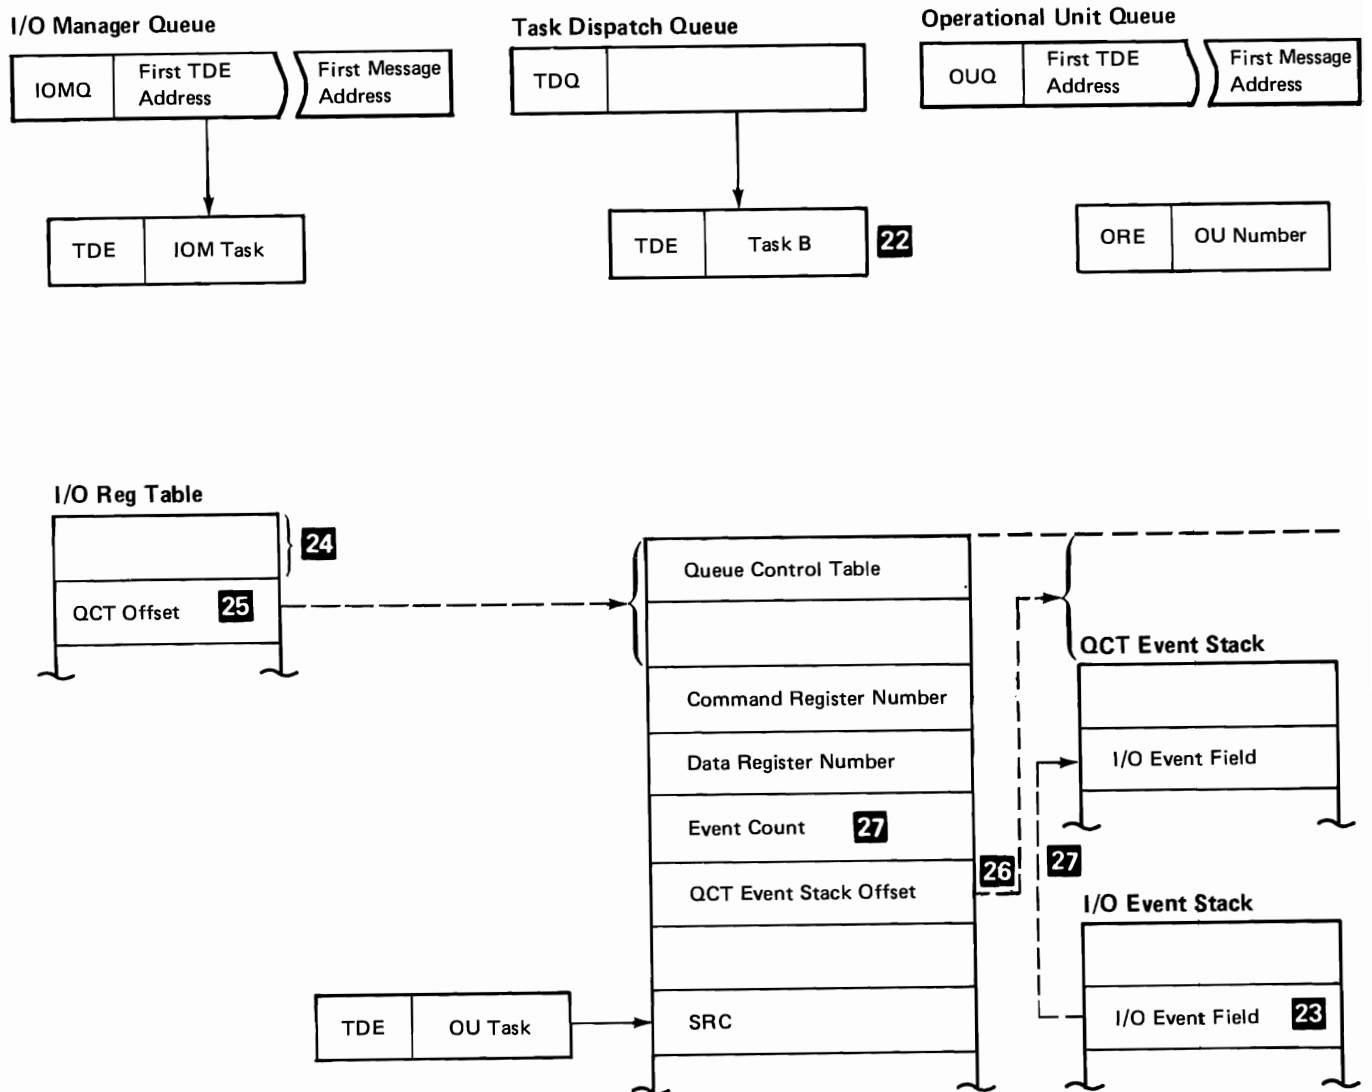 I/O Manager Queue
Task Dispatch Queue
Operational Unit Queue
IOMQ
First TDE
Address
First Message
Address
TDQ
OUQ
First TDE
Address
First Message
Address
TDE
IOM Task
TDE
Task B
22
ORE
OU Number
I/O Reg Table
24
QCT Offset 25
Queue Control Table
Command Register Number
Data Register Number
Event Count 27
QCT Event Stack Offset
SRC
26
QCT Event Stack
I/O Event Field
27
I/O Event Stack
I/O Event Field 23
TDE
OU Task